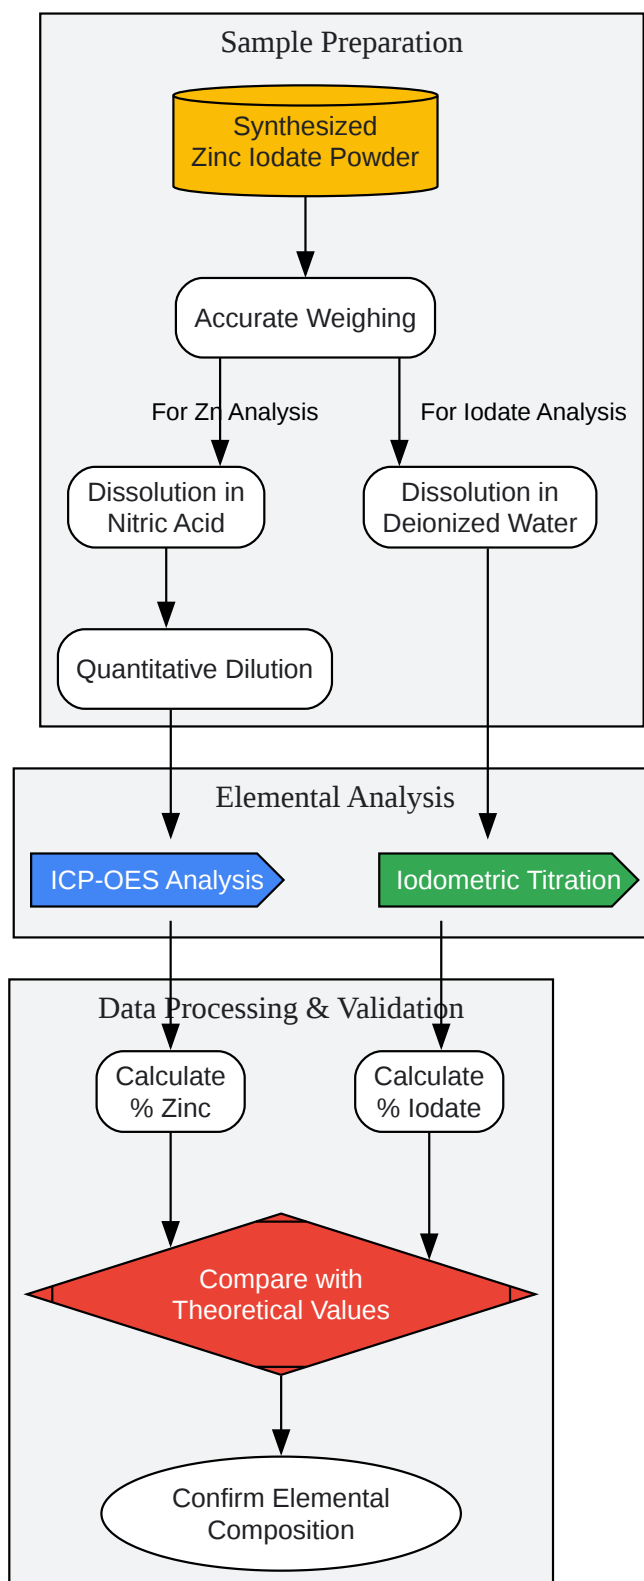 Sample Preparation
Synthesized
Zinc Iodate Powder
Accurate Weighing
For Zn Analysis
For Iodate Analysis
Dissolution in
Nitric Acid
Dissolution in
Deionized Water
Quantitative Dilution
Elemental Analysis
ICP-OES Analysis
Iodometric Titration
Data Processing & Validation
Calculate
% Zinc
Calculate
% Iodate
Compare with
Theoretical Values
Confirm Elemental
Composition